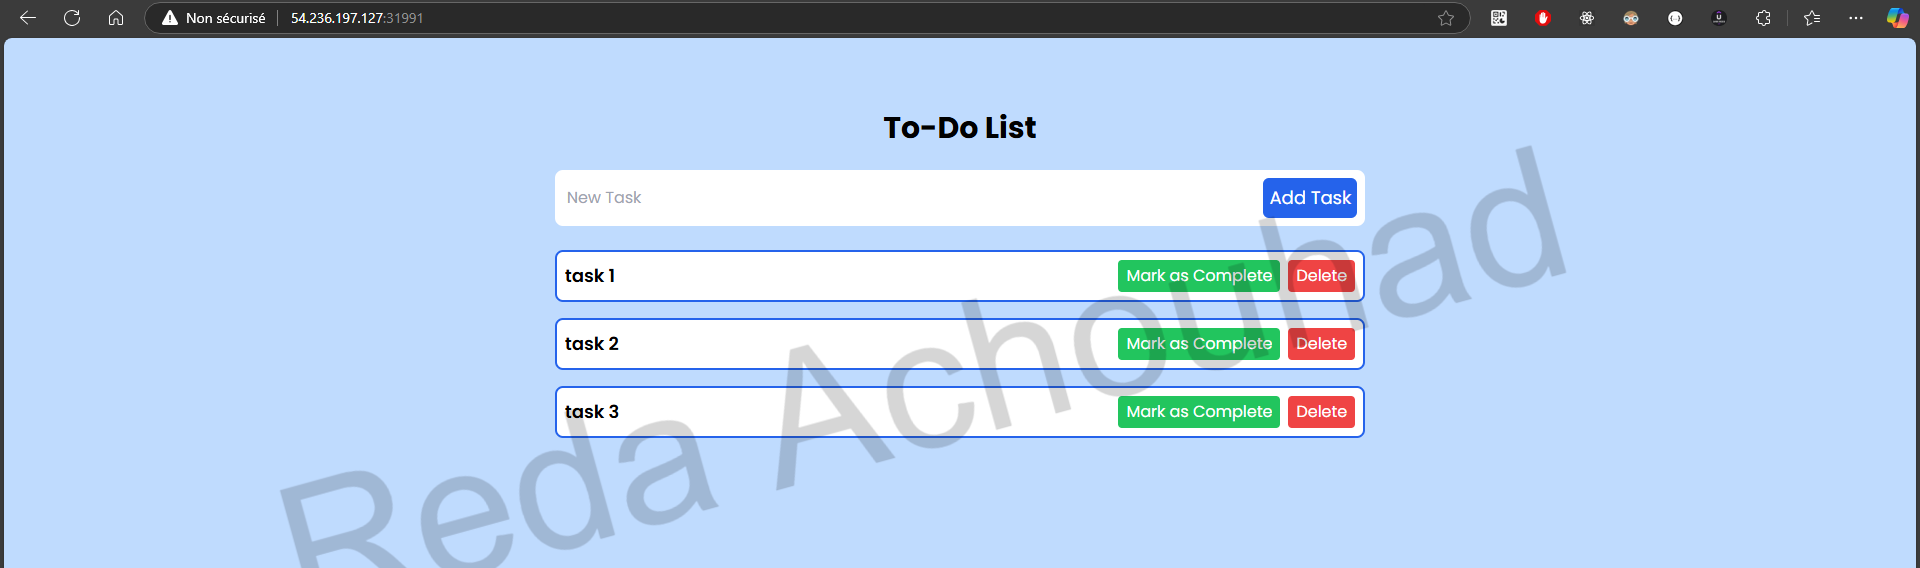 Non sécurisé
54.236.197.127:31991
To-Do List
New Task
Add Task
task 1
Mark as Complete
Delete
task 2
Mark as Complete
Delete
task 3
Mark as Complete
Delete
Reda Achouhad